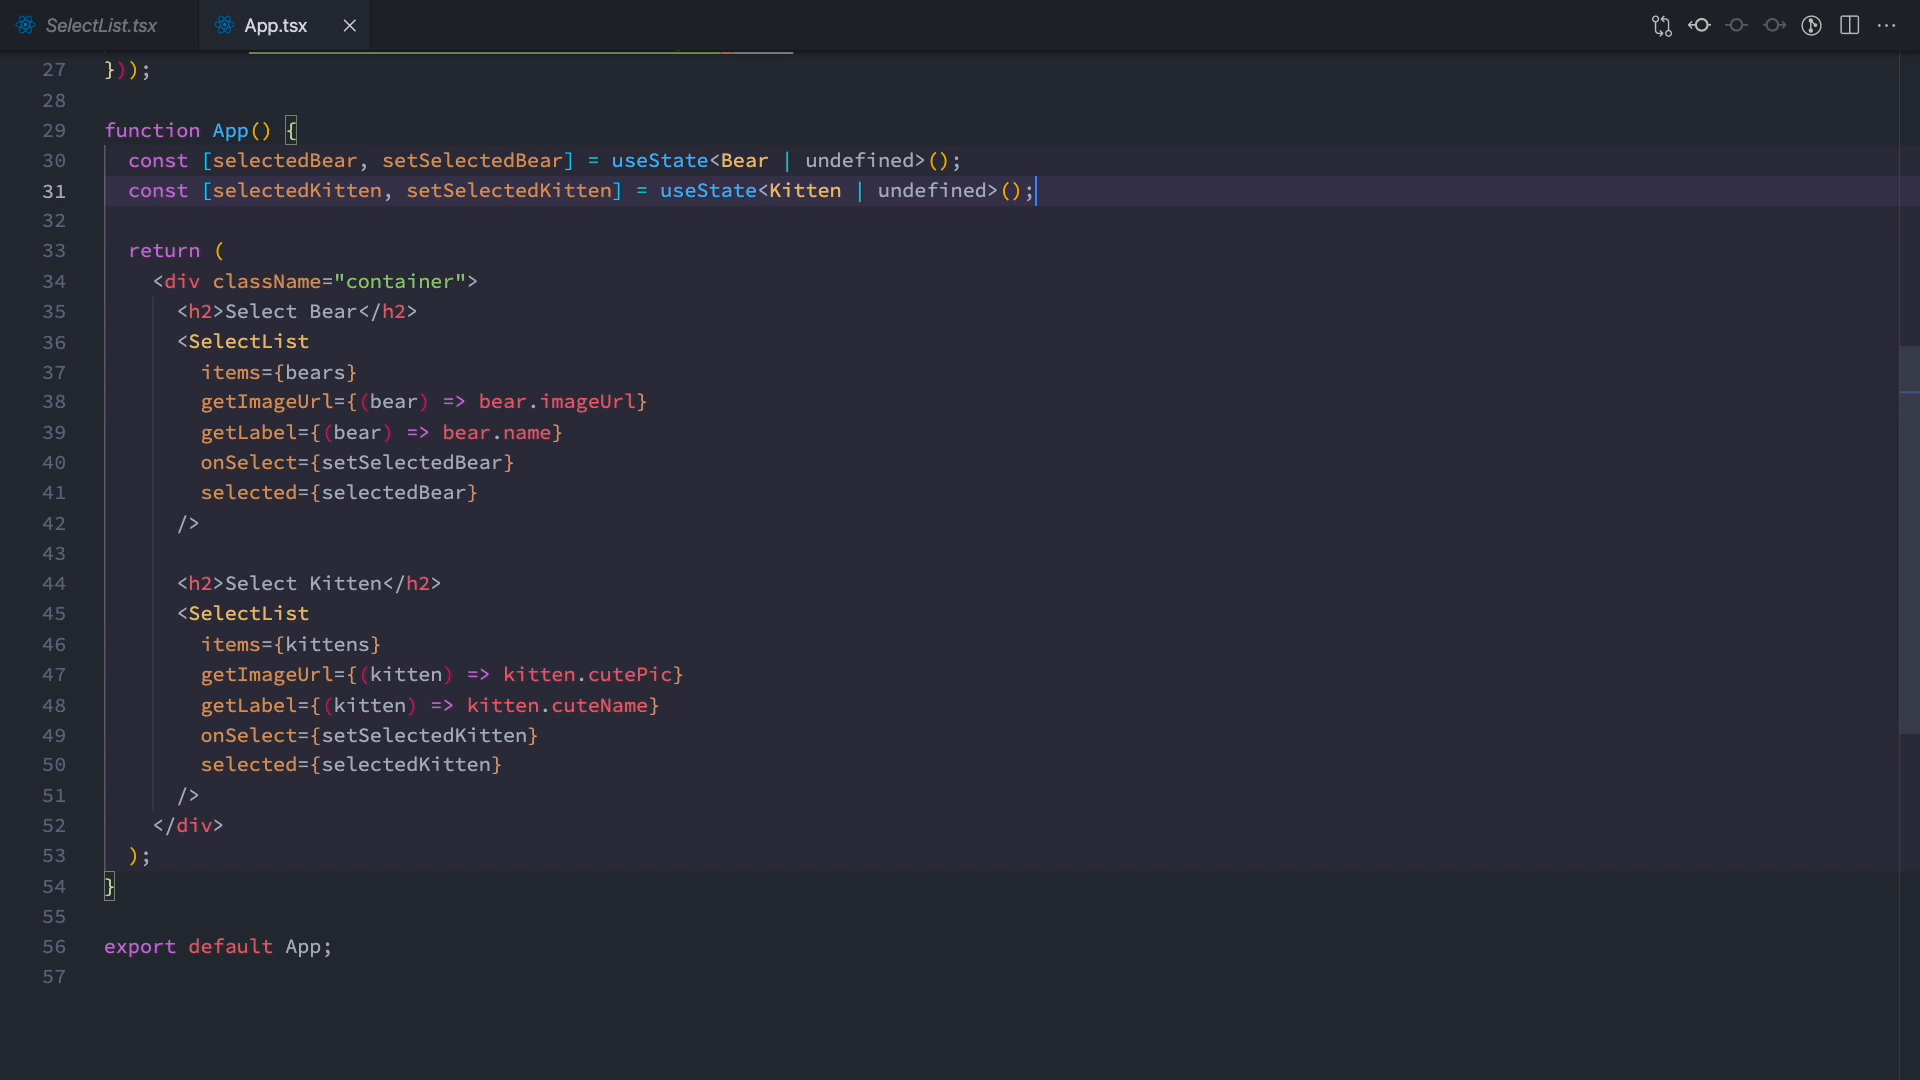 SelectList.tsx
App.tsx
27 }));
28
29 function App() {
30 const [selectedBear, setSelectedBear] = useState<Bear | undefined>();
31 const [selectedKitten, setSelectedKitten] = useState<Kitten | undefined>();
32
33 return (
34 <div className="container">
35 <h2>Select Bear</h2>
36 <SelectList
37 items={bears}
38 getImageUrl={(bear) => bear.imageUrl}
39 getLabel={(bear) => bear.name}
40 onSelect={setSelectedBear}
41 selected={selectedBear}
42 />
43
44 <h2>Select Kitten</h2>
45 <SelectList
46 items={kittens}
47 getImageUrl={(kitten) => kitten.cutePic}
48 getLabel={(kitten) => kitten.cuteName}
49 onSelect={setSelectedKitten}
50 selected={selectedKitten}
51 />
52 </div>
53 );
54 }
55
56 export default App;
57